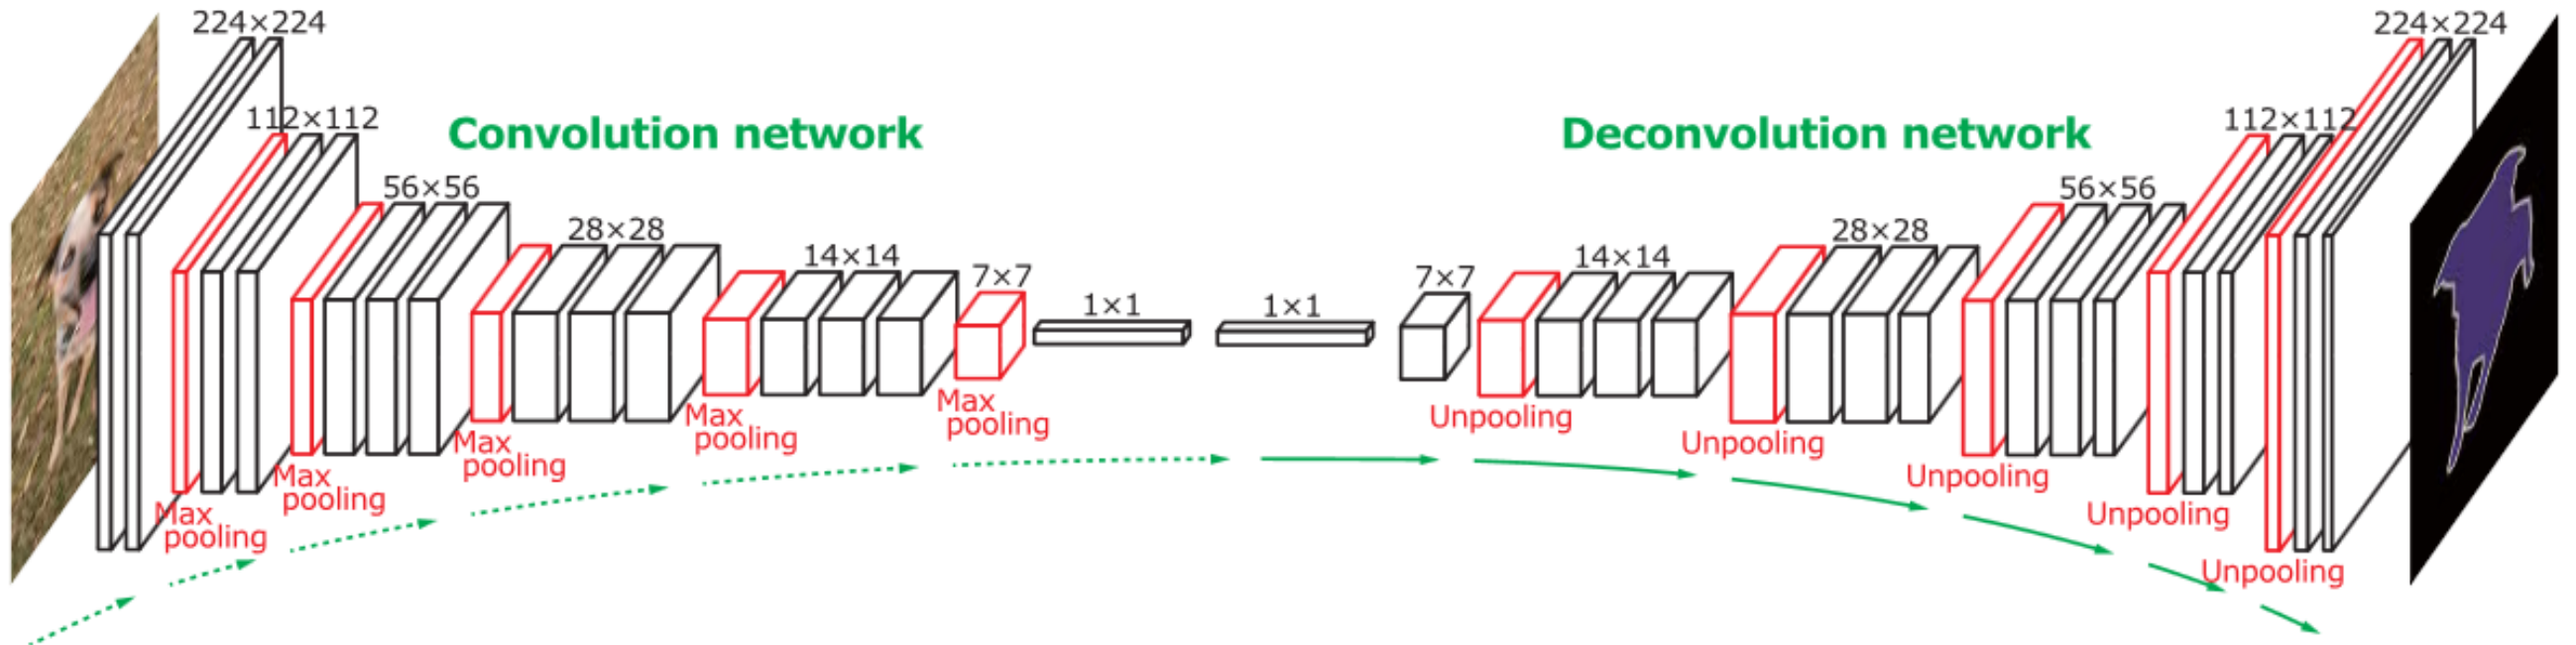 224×224
112×112
56×56
28×28
14×14
7×7
1×1
1×1
7×7
14×14
28×28
56×56
112×112
224×224
Convolution network
Deconvolution network
Max
pooling
Max
pooling
Max
pooling
Max
pooling
Max
pooling
Unpooling
Unpooling
Unpooling
Unpooling
Unpooling